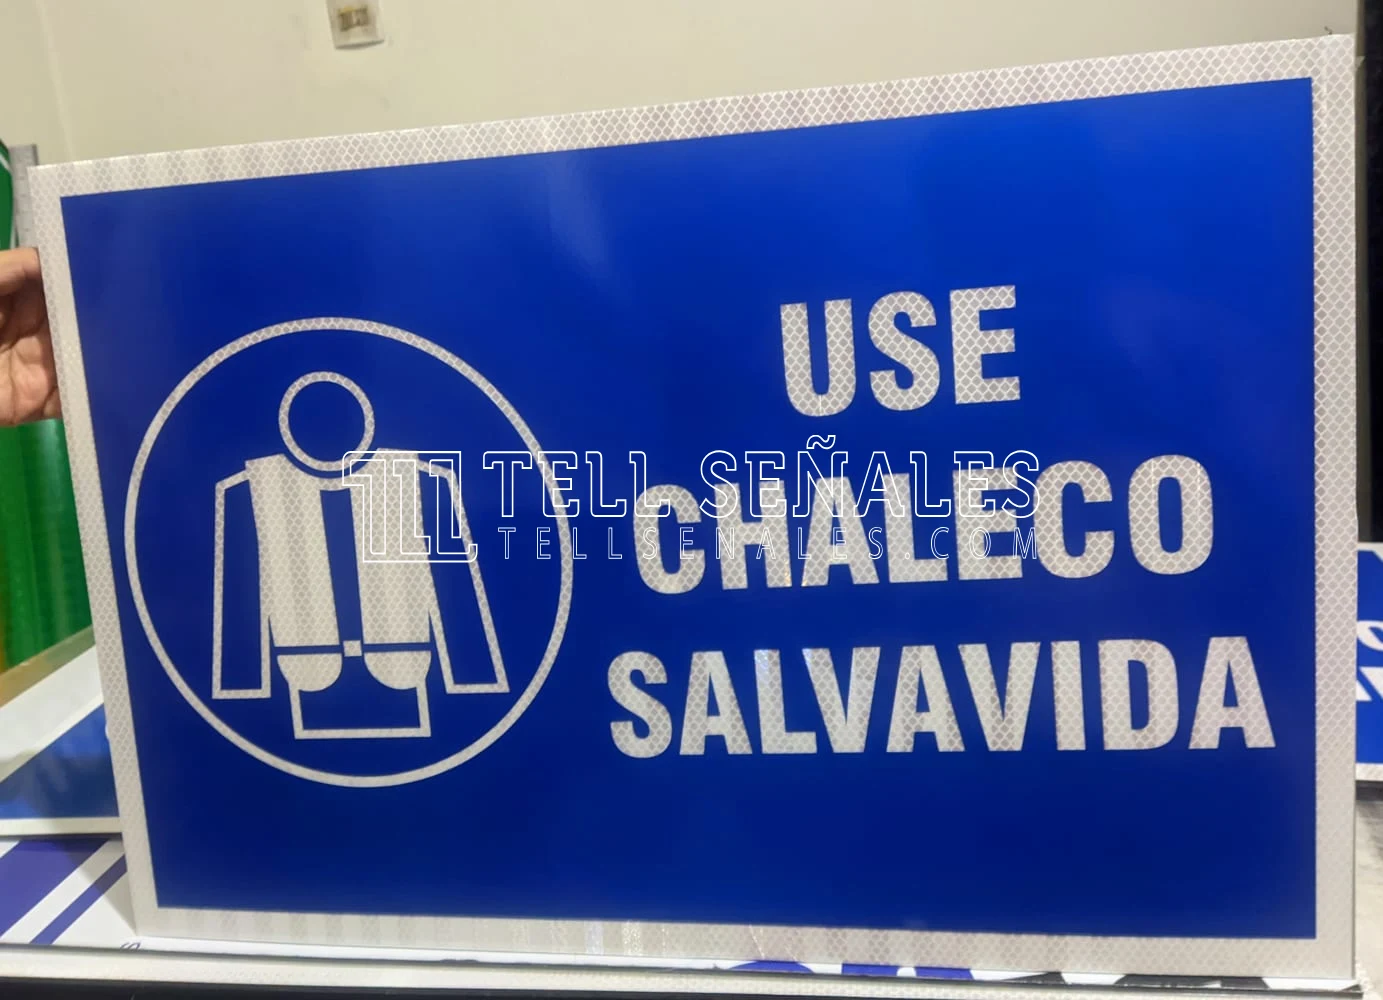 USE
CHALECO
SALVAVIDA
TELL SEÑALES
TELLSENALES.COM